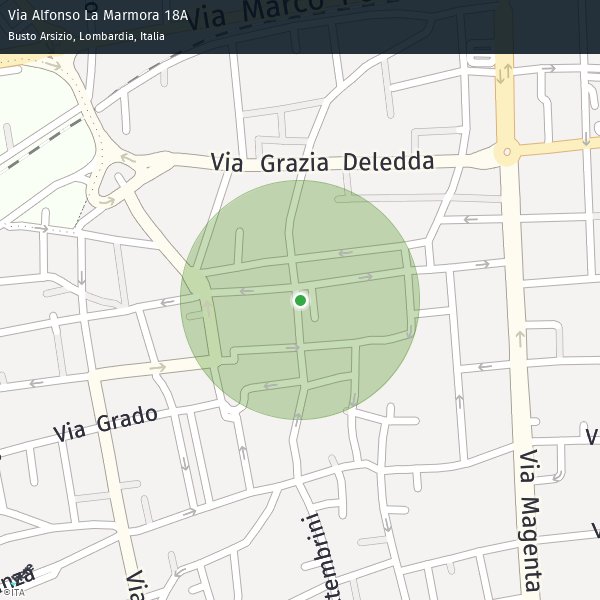 Via Alfonso La Marmora 18A
Busto Arsizio, Lombardia, Italia
Via Marco
Via Grazia Deledda
Via Grado
Via Magenta
Via
©ITA